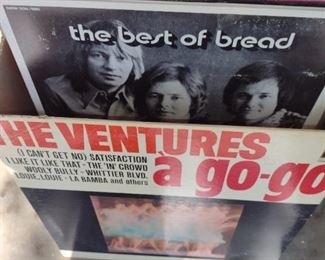 the best of bread
THE VENTURES
(I CAN'T GET NO) SATISFACTION
I LIKE IT LIKE THAT - THE 'IN' CROWD
WOOLY BULLY - WHITTIER BLVD.
LOUIE, LOUIE - LA BAMBA and others
à go-go